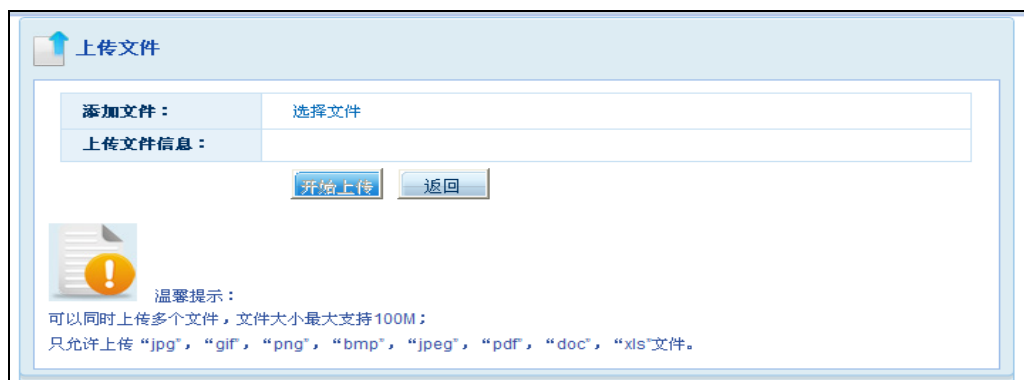 上传文件
添加文件：
选择文件
上传文件信息：
开始上传
返回
温馨提示：
可以同时上传多个文件，文件大小最大支持100M；
只允许上传“jpg”，“gif”，“png”，“bmp”，“jpeg”，“pdf”，“doc”，“xls”文件。